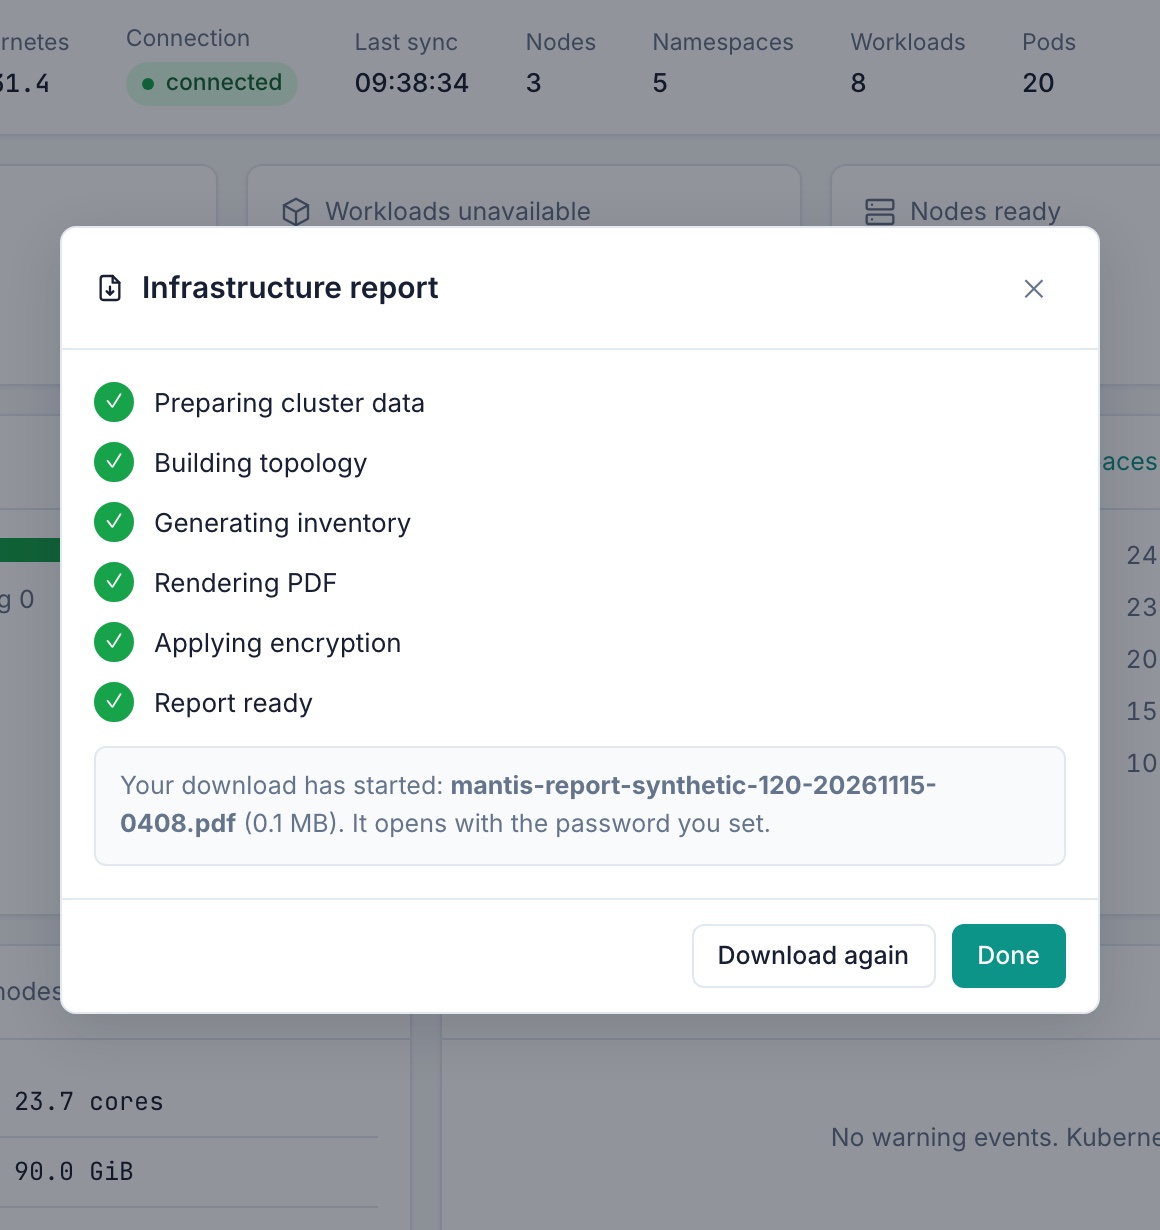 rnetes
Connection
Last sync
Nodes
Namespaces
Workloads
Pods
31.4
connected
09:38:34
3
5
8
20
Workloads unavailable
Nodes ready
Infrastructure report
Preparing cluster data
Building topology
Generating inventory
Rendering PDF
Applying encryption
Report ready
Your download has started: mantis-report-synthetic-120-20261115-
0408.pdf (0.1 MB). It opens with the password you set.
Download again
Done
aces
24
23
20
15
10
g 0
nodes
23.7 cores
90.0 GiB
No warning events. Kuberne